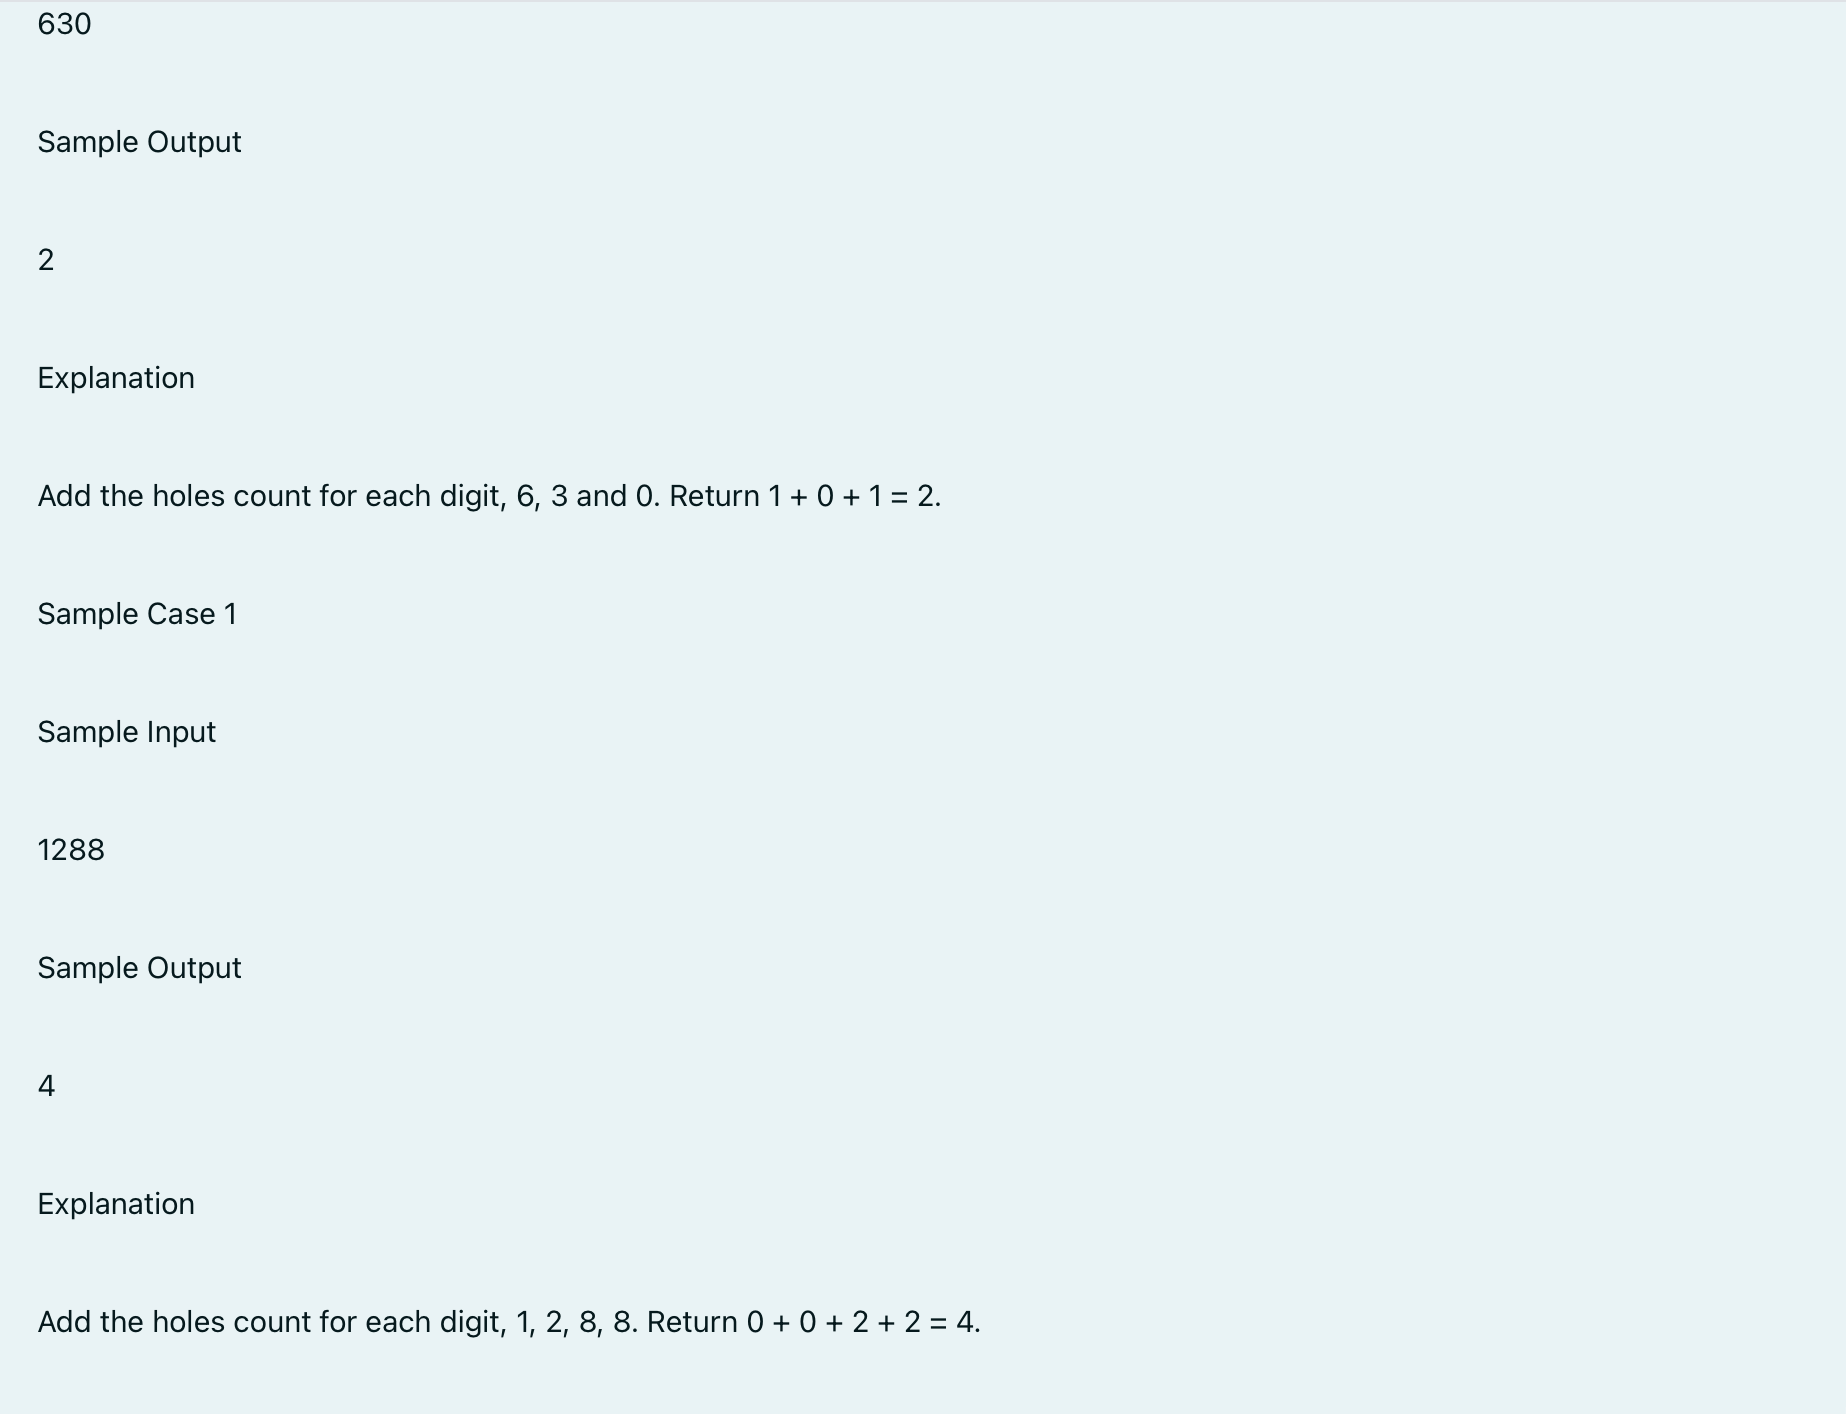 630
Sample Output
2
Explanation
Add the holes count for each digit, 6, 3 and 0. Return 1 + 0 + 1 = 2.
Sample Case 1
Sample Input
1288
Sample Output
4
Explanation
Add the holes count for each digit, 1, 2, 8, 8. Return 0 + 0 + 2 + 2 = 4.